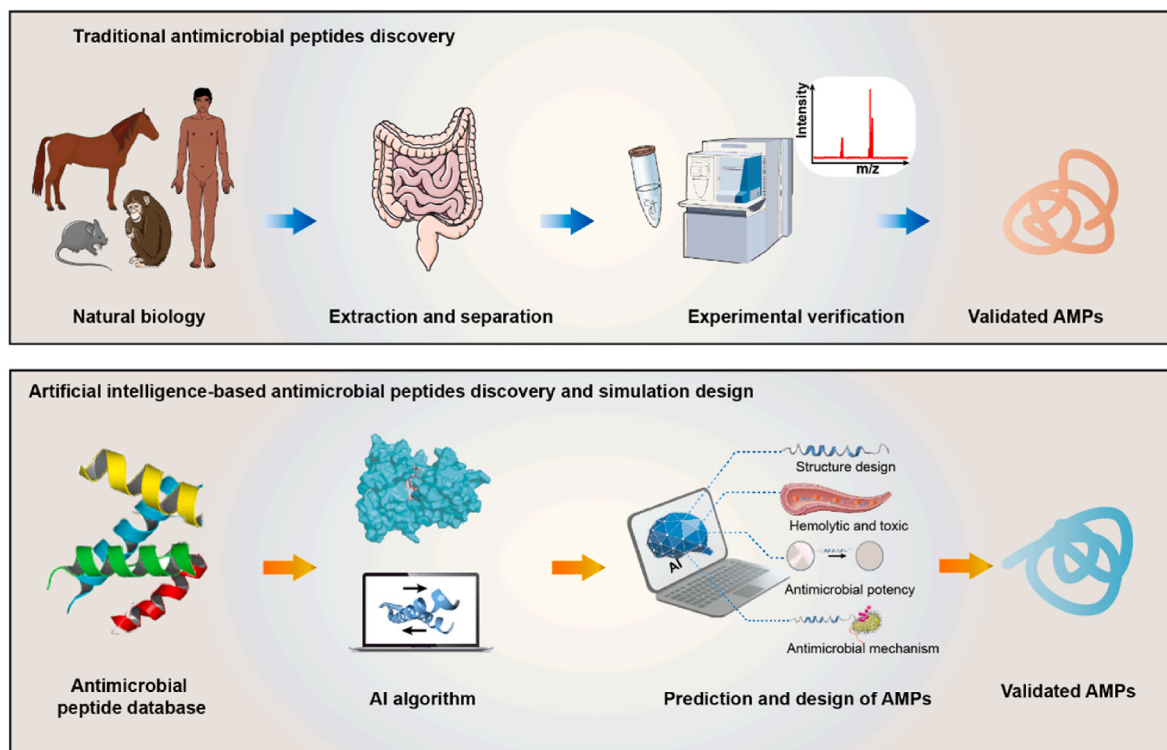 Traditional antimicrobial peptides discovery
Intensity
m/z
Natural biology
Extraction and separation
Experimental verification
Validated AMPs
Artificial intelligence-based antimicrobial peptides discovery and simulation design
Structure design
Hemolytic and toxic
AI
Antimicrobial potency
Antimicrobial mechanism
Antimicrobial
peptide database
AI algorithm
Prediction and design of AMPs
Validated AMPs